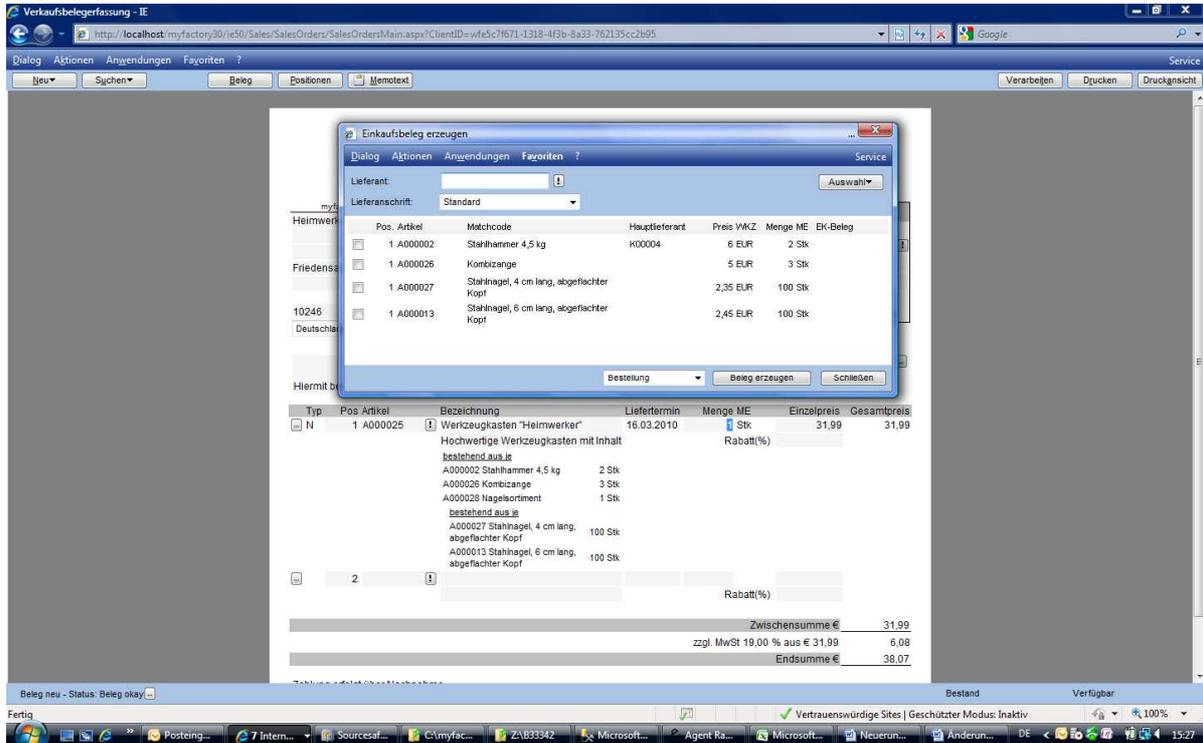 Verkaufsbelegerfassung - IE
http://localhost/myfactory30/ie50/Sales/SalesOrders/SalesOrdersMain.aspx?ClientID=wfe5c7f671-1318-4f3b-8a33-762135cc2b95
Google
Dialog Aktionen Anwendungen Favoriten ? Service
Neu Suchen Beleg Positionen Memotext Verarbeiten Drucken Druckansicht
Einkaufsbeleg erzeugen
Dialog Aktionen Anwendungen Favoriten ? Service
Lieferant: Auswahl
Lieferanschrift: Standard
Pos. Artikel Matchcode Hauptlieferant Preis WKZ Menge ME EK-Beleg
1 A000002 Stahlhammer 4,5 kg K00004 6 EUR 2 Stk
1 A000026 Kombizange 5 EUR 3 Stk
1 A000027 Stahlnagel, 4 cm lang, abgeflachter 2,35 EUR 100 Stk
Kopf
1 A000013 Stahlnagel, 6 cm lang, abgeflachter 2,45 EUR 100 Stk
Kopf
Bestellung Beleg erzeugen Schließen
Heimwerk
10246
Hiermit
Typ Pos Artikel Bezeichnung Liefertermin Menge ME Einzelpreis Gesamtpreis
N 1 A000025 Werkzeugkasten "Heimwerker" 16.03.2010 1 Stk 31,99 31,99
Hochwertige Werkzeugkasten mit Inhalt Rabatt(%)
bestehend aus je
A000002 Stahlhammer 4,5 kg 2 Stk
A000026 Kombizange 3 Stk
A000028 Nagelsortiment 1 Stk
bestehend aus je
A000027 Stahlnagel, 4 cm lang, 100 Stk
abgeflachter Kopf
A000013 Stahlnagel, 6 cm lang, 100 Stk
abgeflachter Kopf
2
Rabatt(%)
Zwischensumme € 31,99
zzgl. MwSt 19,00 % aus € 31,99 6,08
Endsumme € 38,07
Beleg neu - Status: Beleg okay Bestand Verfügbar
Fertig Vertrauenswürdige Sites | Geschützter Modus: Inaktiv 100%
Posteing... 7 Intern... Sourcesaf... C:\myfac... Z:\B33342 Microsoft... Agent Ra... Microsoft... Neuerun... Änderun... DE 15:27